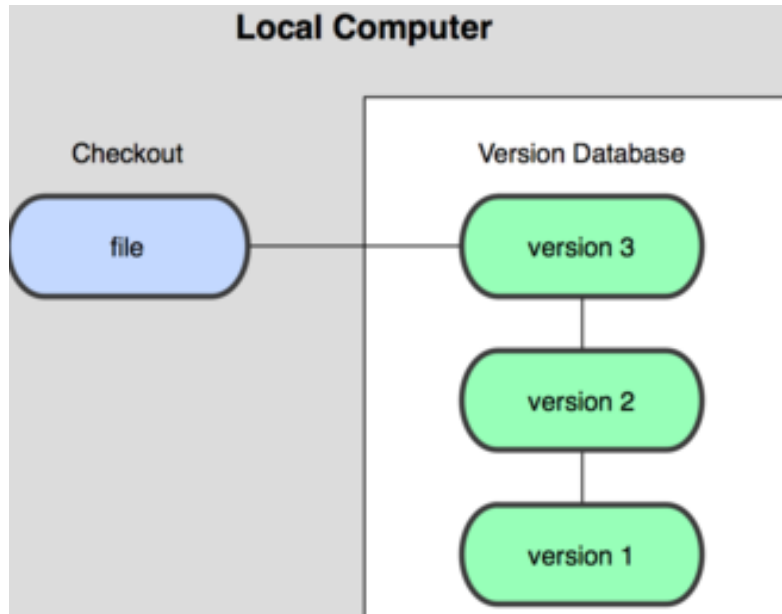 Local Computer
Checkout
Version Database
file
version 3
version 2
version 1